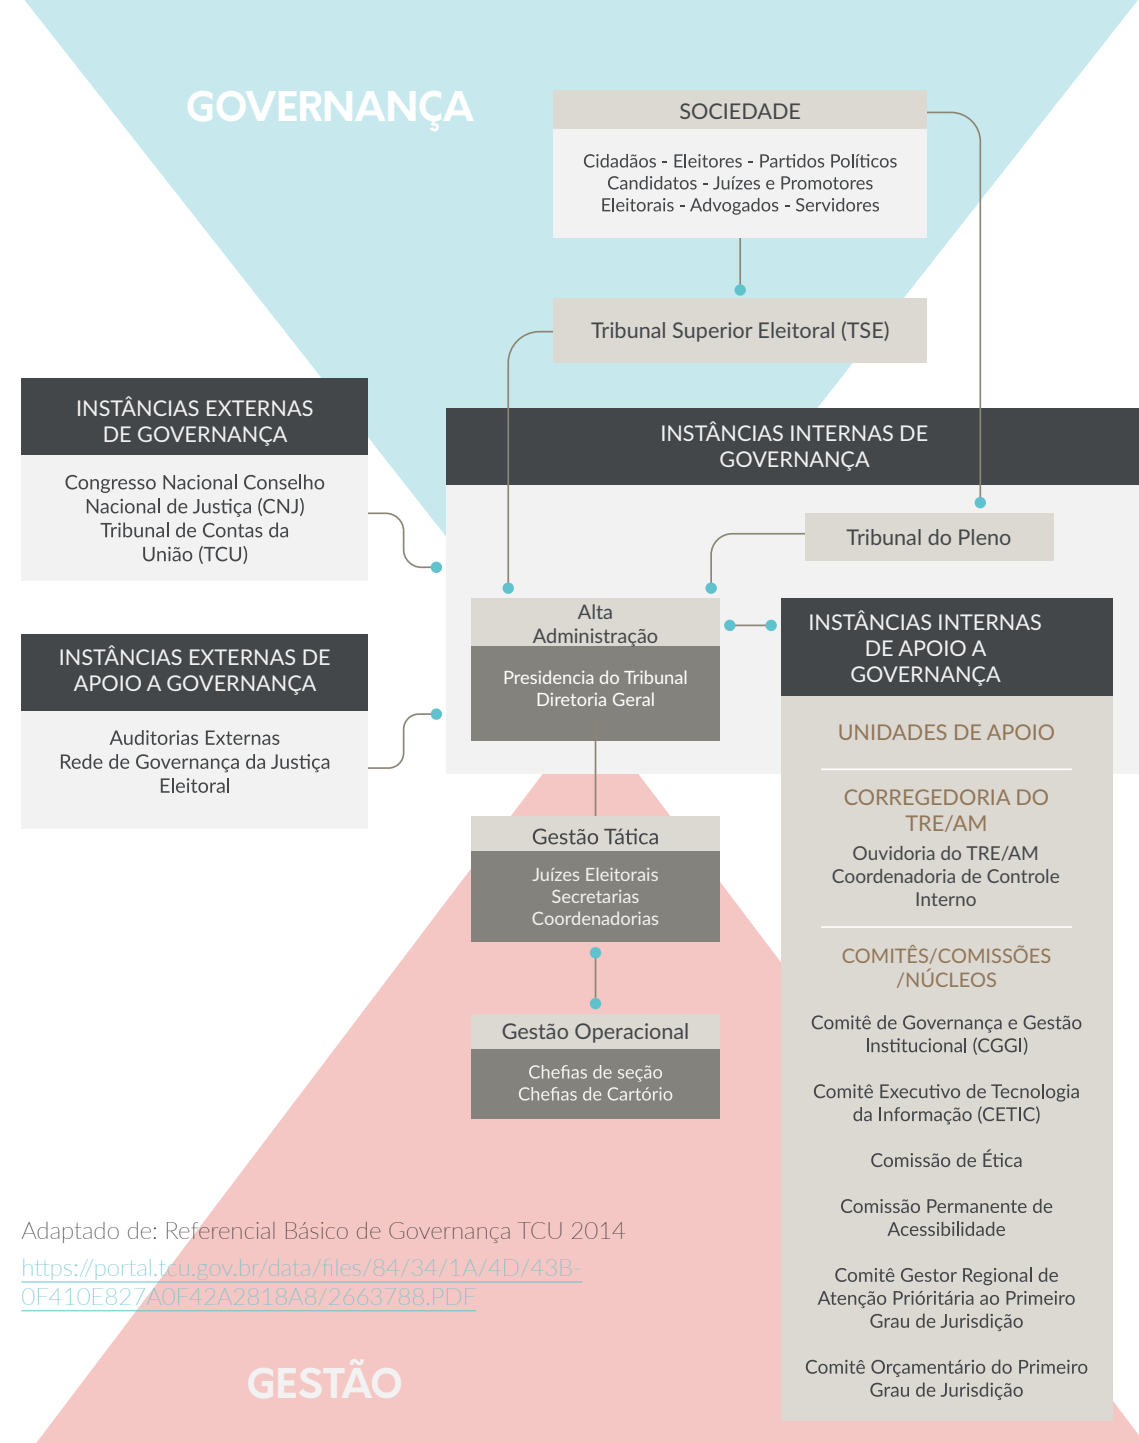 GOVERNANÇA
SOCIEDADE
Cidadãos - Eleitores - Partidos Políticos
Candidatos - Juízes e Promotores
Eleitorais - Advogados - Servidores
Tribunal Superior Eleitoral (TSE)
INSTÂNCIAS EXTERNAS
DE GOVERNANÇA
Congresso Nacional Conselho
Nacional de Justiça (CNJ)
Tribunal de Contas da
União (TCU)
INSTÂNCIAS EXTERNAS DE
APOIO A GOVERNANÇA
Auditorias Externas
Rede de Governança da Justiça
Eleitoral
INSTÂNCIAS INTERNAS DE
GOVERNANÇA
Tribunal do Pleno
Alta
Administração
Presidencia do Tribunal
Diretoria Geral
Gestão Tática
Juízes Eleitorais
Secretarias
Coordenadorias
Gestão Operacional
Chefias de seção
Chefias de Cartório
INSTÂNCIAS INTERNAS
DE APOIO A
GOVERNANÇA
UNIDADES DE APOIO
CORREGEDORIA DO
TRE/AM
Ouvidoria do TRE/AM
Coordenadoria de Controle
Interno
COMITÊS/COMISSÕES
/NÚCLEOS
Comitê de Governança e Gestão
Institucional (CGGI)
Comitê Executivo de Tecnologia
da Informação (CETIC)
Comissão de Ética
Comissão Permanente de
Acessibilidade
Comitê Gestor Regional de
Atenção Prióritária ao Primeiro
Grau de Jurisdição
Comitê Orçamentário do Primeiro
Grau de Jurisdição
Adaptado de: Referencial Básico de Governança TCU 2014
https://portal.tcu.gov.br/data/files/84/34/1A/4D/43B-
0F410E827A0F42A2818A8/2663788.PDF
GESTÃO